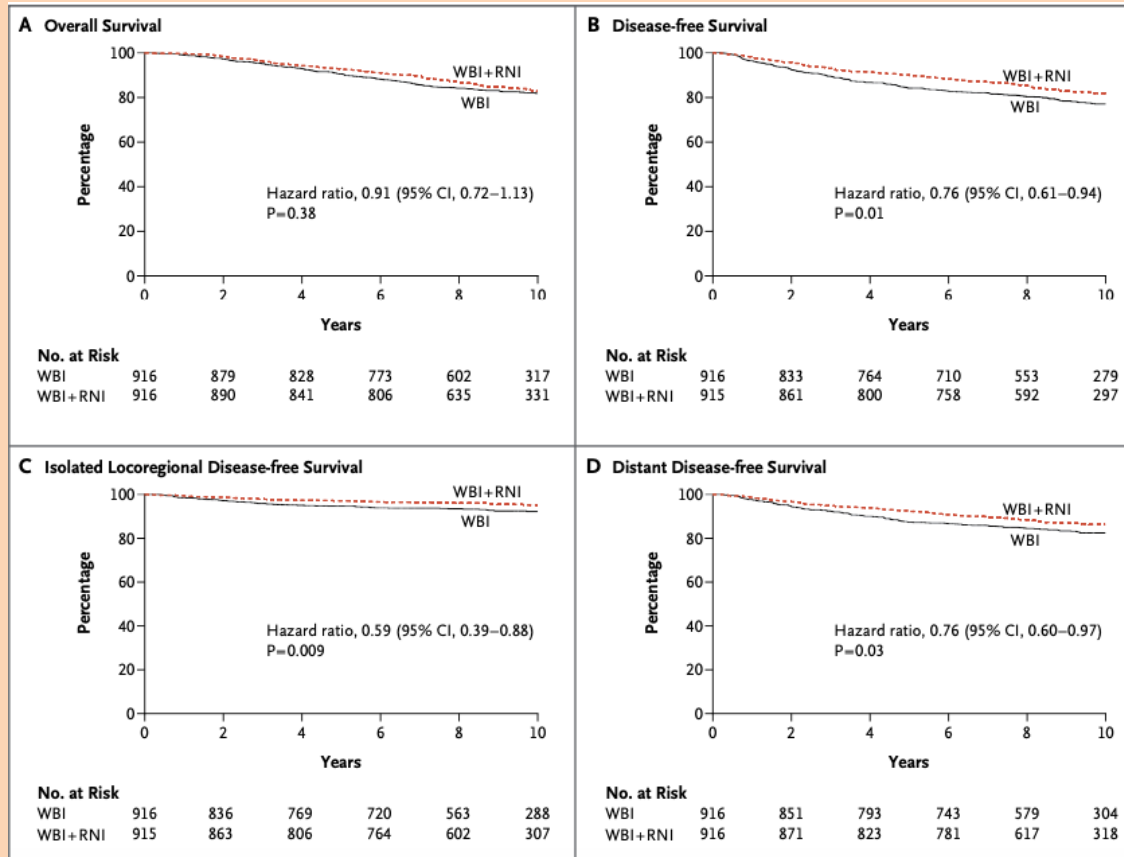 A Overall Survival
100
80
60
40
20
0
Percentage
WBI+RNI
WBI
Hazard ratio, 0.91 (95% CI, 0.72–1.13)
P=0.38
0 2 4 6 8 10
Years
No. at Risk
WBI 916 879 828 773 602 317
WBI+RNI 916 890 841 806 635 331
B Disease-free Survival
100
80
60
40
20
0
Percentage
WBI+RNI
WBI
Hazard ratio, 0.76 (95% CI, 0.61–0.94)
P=0.01
0 2 4 6 8 10
Years
No. at Risk
WBI 916 833 764 710 553 279
WBI+RNI 915 861 800 758 592 297
C Isolated Locoregional Disease-free Survival
100
80
60
40
20
0
Percentage
WBI+RNI
WBI
Hazard ratio, 0.59 (95% CI, 0.39–0.88)
P=0.009
0 2 4 6 8 10
Years
No. at Risk
WBI 916 836 769 720 563 288
WBI+RNI 915 863 806 764 602 307
D Distant Disease-free Survival
100
80
60
40
20
0
Percentage
WBI+RNI
WBI
Hazard ratio, 0.76 (95% CI, 0.60–0.97)
P=0.03
0 2 4 6 8 10
Years
No. at Risk
WBI 916 851 793 743 579 304
WBI+RNI 916 871 823 781 617 318